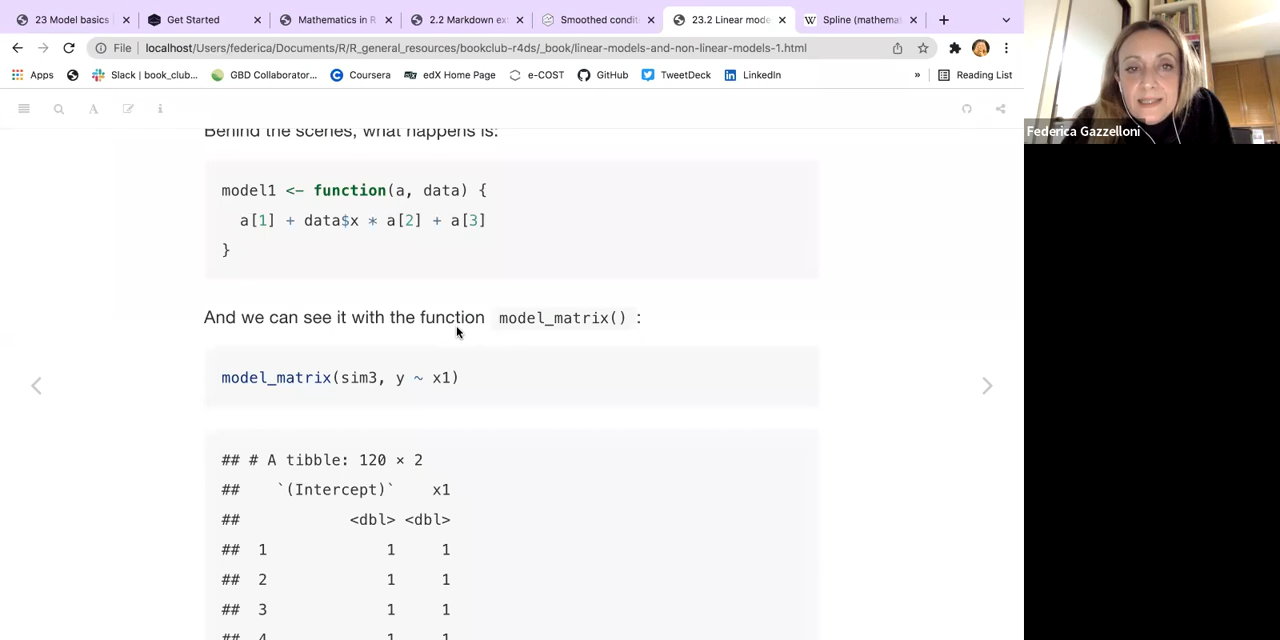 23 Model basics
Get Started
Mathematics in R
2.2 Markdown ex
Smoothed condit
23.2 Linear mode
Spline (mathema
File
localhost/Users/federica/Documents/R/R_general_resources/bookclub-r4ds/_book/linear-models-and-non-linear-models-1.html
Apps
Slack | book_club...
GBD Collaborator...
Coursera
edX Home Page
e-COST
GitHub
TweetDeck
LinkedIn
»
Reading List
Federica Gazzelloni
Behind the scenes, what happens is:
model1 <- function(a, data) {
a[1] + data$x * a[2] + a[3]
}
And we can see it with the function model_matrix() :
model_matrix(sim3, y ~ x1)
## # A tibble: 120 × 2
## `(Intercept)` x1
## <dbl> <dbl>
## 1 1 1
## 2 1 1
## 3 1 1
## 4 1 1